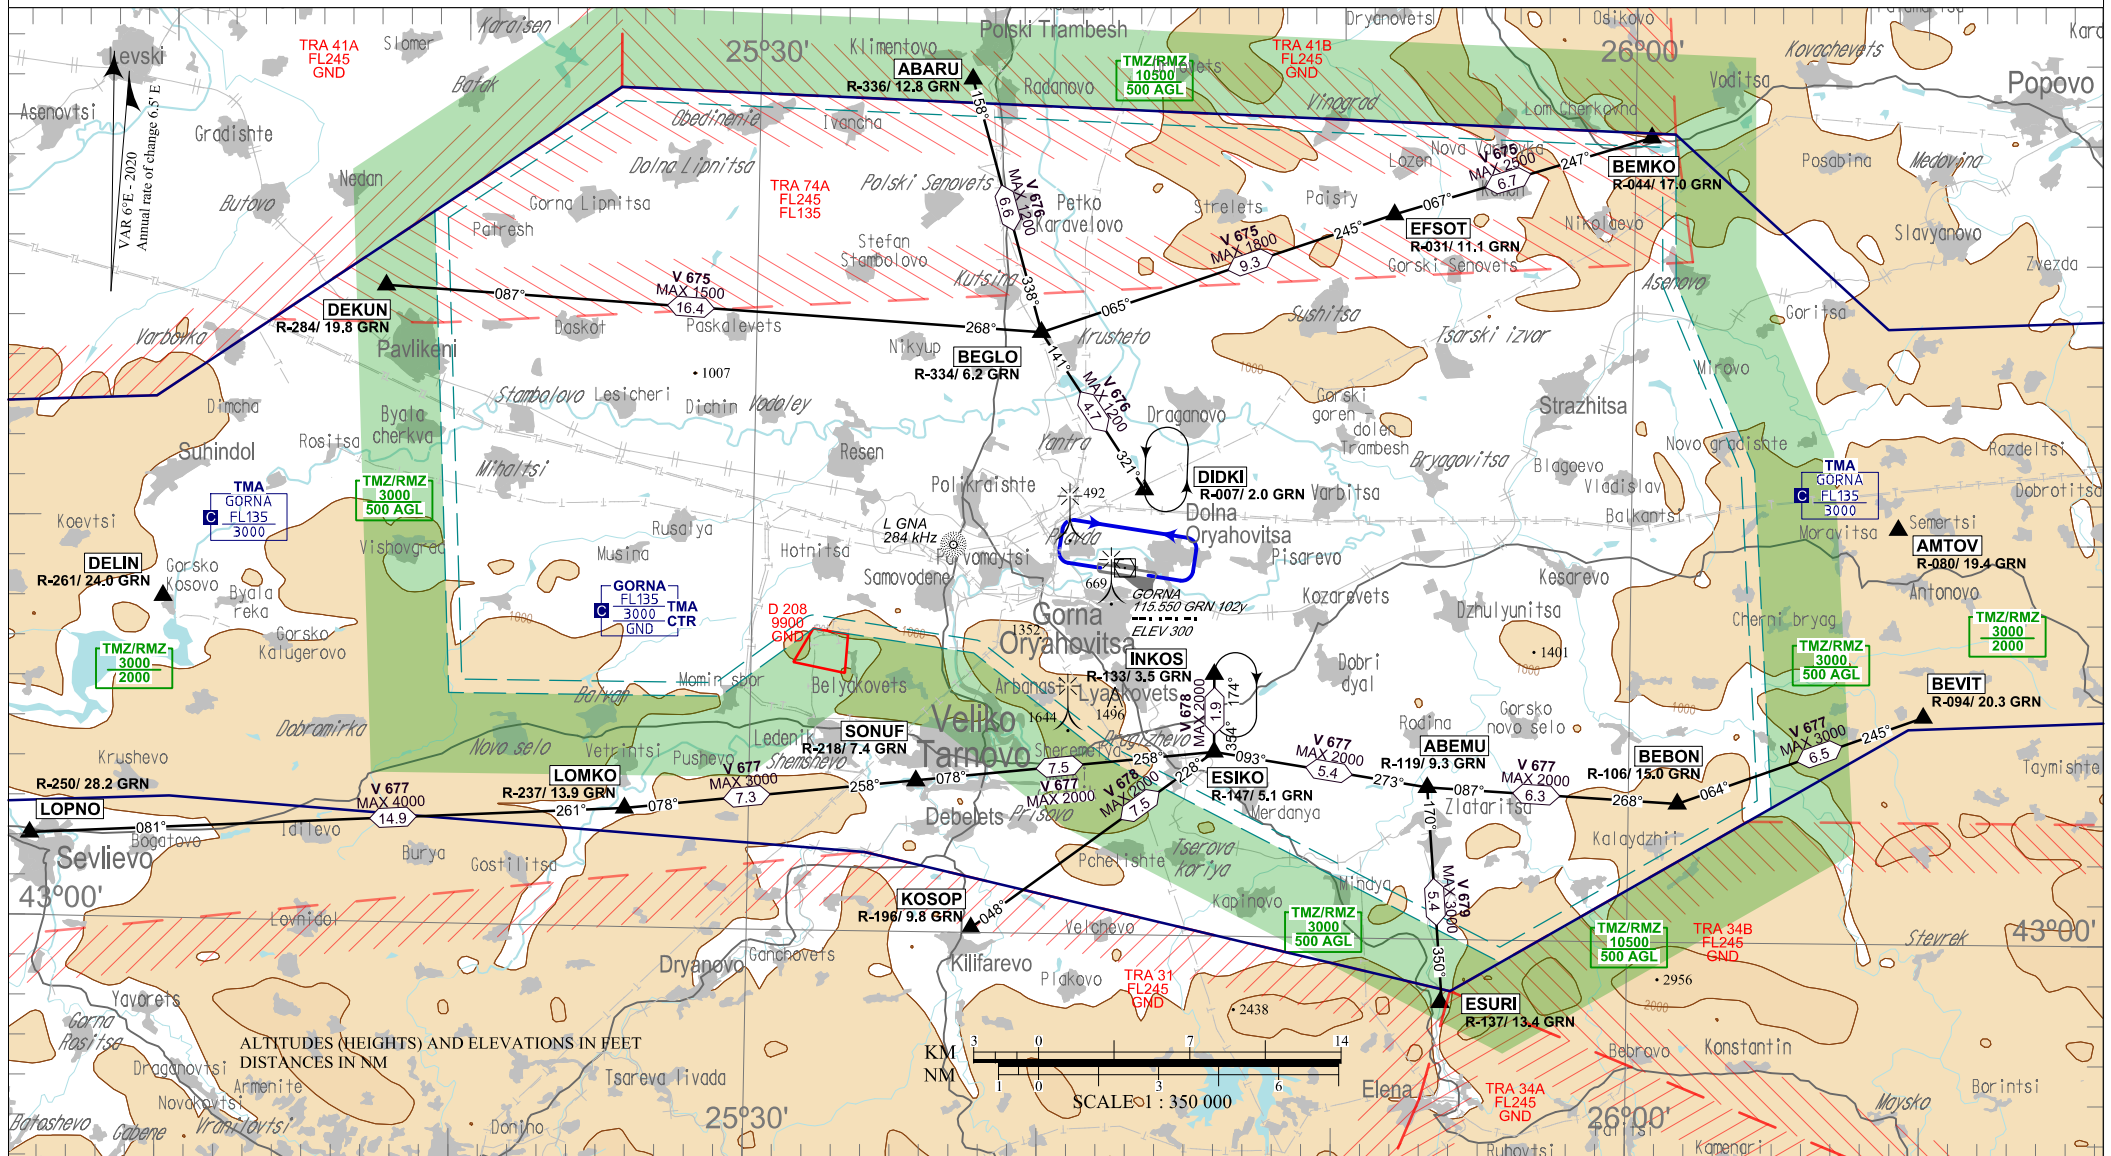 Karaisen
Polski Trambesh
Dryanovets
Osikovo
Levski
TRA 41A
FL245
GND
Slomer
25°30'
Klimentovo
ABARU
R-336/ 12.8 GRN
Radanovo
TMZ/RMZ
10500
500 AGL
TRA 41B
FL245
GND
26°00'
Kovachevets
Voditsa
Popovo
Batak
Asenovtsi
Gradishte
VAR 6°E - 2020
Annual rate of change 6.5' E
Obedinenie
Ivancha
158°
Vinograd
Lom Cherkovna
Nova Varbovka
Lozen
V 675
MAX 2500
6.7
247°
BEMKO
R-044/ 17.0 GRN
Posabina
Medovina
Nedan
Butovo
Dolna Lipnitsa
Gorna Lipnitsa
Patresh
TRA 74A
FL245
FL135
Polski Senovets
V 676
MAX 1200
6.6
Petko
Karavelovo
Strelets
Paisty
067°
EFSOT
R-031/ 11.1 GRN
Nikolaevo
Slavyanovo
Stefan
Stambolovo
V 675
MAX 1800
9.3
245°
Gorski Senovets
Zvezda
Kutsina
338°
Asenovo
087°
V 675
MAX 1500
16.4
065°
DEKUN
R-284/ 19.8 GRN
Varbovka
Pavlikeni
Daskot
Paskalevets
268°
Nikyup
BEGLO
R-334/ 6.2 GRN
Krusheto
Sushitsa
Tsarski izvor
Goritsa
1007
141°
1000
Mirovo
Dimcha
Byala
cherkva
Stambolovo
Lesicheri
Dichin
Vodoley
V 676
MAX 1200
4.7
Draganovo
Gorski
goren
dolen
Trambesh
Strazhitsa
Suhindol
Rositsa
Mihaltsi
Resen
Yantra
321°
Bryagovitsa
Novo gradishte
Razdeltsi
TMZ/RMZ
3000
500 AGL
TMA
GORNA
C FL135
3000
Polikraishte
492
DIDKI
R-007/ 2.0 GRN
Varbitsa
Blagoevo
Vladislav
TMA
GORNA
C FL135
3000
Dobrotitsa
Koevtsi
Vishovgrad
Rusalya
L GNA
284 kHz
Dolna
Oryahovitsa
Balkantsi
Moravitsa
Semertsi
AMTOV
R-080/ 19.4 GRN
DELIN
R-261/ 24.0 GRN
Gorsko
Kosovo
Musina
Hotnitsa
Parvomaytsi
Pravda
Pisarevo
Kesarevo
Byala
reka
Samovodene
669
GORNA
115.550 GRN 102y
ELEV 300
Kozarevets
Dzhulyunitsa
Antonovo
GORNA
C FL135
3000
GND
TMA
CTR
D 208
9900
GND
1000
1352
Gorna
Oryahovitsa
Cherni bryag
Gorsko
Kalugerovo
TMZ/RMZ
3000
2000
INKOS
R-133/ 3.5 GRN
Dobri
dyal
1401
1000
TMZ/RMZ
3000
500 AGL
TMZ/RMZ
3000
2000
Momin sbor
Belyakovets
Arbanasi
Lyaskovets
174°
1.9
V 678
MAX 2000
BEVIT
R-094/ 20.3 GRN
Balvan
Dobromirka
1644
1496
Veliko
Tarnovo
Rodina
Gorsko
novo selo
1000
Novo selo
Vetrintsi
Ledenik
Shemshevo
SONUF
R-218/ 7.4 GRN
Sheremetya
Dragizhevo
354°
ABEMU
R-119/ 9.3 GRN
BEBON
R-106/ 15.0 GRN
V 677
MAX 3000
6.5
245°
Krushevo
Pushevo
7.5
258°
093°
V 677
MAX 2000
5.4
Taymishte
R-250/ 28.2 GRN
LOPNO
V 677
MAX 4000
14.9
LOMKO
R-237/ 13.9 GRN
V 677
MAX 3000
7.3
258°
078°
V 677
MAX 2000
V 678
MAX 2000
7.5
228°
ESIKO
R-147/ 5.1 GRN
273°
087°
V 677
MAX 2000
6.3
268°
064°
081°
261°
078°
Bogatovo
Idilevo
Debelets
Prisovo
Merdanya
Zlataritsa
Sevlievo
Burya
Gostilitsa
Pchelishte
Tserova
koriya
170°
Kalaydzhii
43°00'
KOSOP
R-196/ 9.8 GRN
048°
Mindya
V 679
MAX 3000
5.4
Lovnidol
Velchevo
Kapinovo
TMZ/RMZ
3000
500 AGL
TMZ/RMZ
10500
500 AGL
TRA 34B
FL245
GND
Stevrek
43°00'
Dryanovo
Ganchovets
Kilifarevo
Plakovo
TRA 31
FL245
GND
350°
2956
Yavorets
2438
ESURI
R-137/ 13.4 GRN
2000
Gorna
Rositsa
ALTITUDES (HEIGHTS) AND ELEVATIONS IN FEET
DISTANCES IN NM
KM 3 0 7 14
NM 1 0 3 6
SCALE 1 : 350 000
Bebrovo
Konstantin
Draganovtsi
Armenite
Tsareva livada
Elena
TRA 34A
FL245
GND
Borintsi
Novakovtsi
Batoshevo
Gabene
Vranilovtsi
Donino
25°30'
26°00'
Maysko
Ruhovtsi
Kamenari